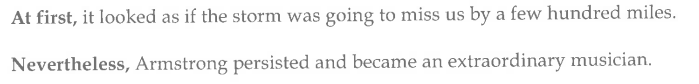 At first, it looked as if the storm was going to miss us by a few hundred miles.
Nevertheless, Armstrong persisted and became an extraordinary musician.